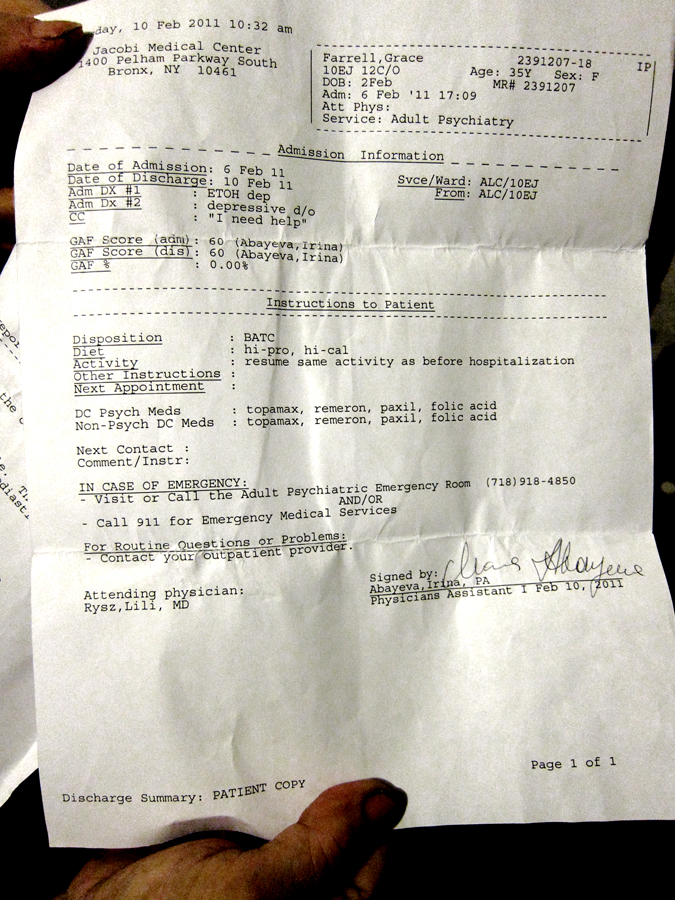 day, 10 Feb 2011 10:32 am
Jacobi Medical Center
1400 Pelham Parkway South
Bronx, NY 10461
Farrell,Grace 2391207-18 IP
10EJ 12C/O Age: 35Y Sex: F
DOB: 2Feb MR# 2391207
Adm: 6 Feb '11 17:09
Att Phys:
Service: Adult Psychiatry
Admission Information
Date of Admission: 6 Feb 11
Date of Discharge: 10 Feb 11 Svce/Ward: ALC/10EJ
Adm DX #1 : ETOH dep From: ALC/10EJ
Adm DX #2 : depressive d/o
CC : "I need help"
GAF Score (adm): 60 (Abayeva,Irina)
GAF Score (dis): 60 (Abayeva,Irina)
GAF % : 0.00%
Instructions to Patient
Disposition : BATC
Diet : hi-pro, hi-cal
Activity : resume same activity as before hospitalization
Other Instructions :
Next Appointment :
DC Psych Meds : topamax, remeron, paxil, folic acid
Non-Psych DC Meds : topamax, remeron, paxil, folic acid
Next Contact :
Comment/Instr:
IN CASE OF EMERGENCY:
- Visit or Call the Adult Psychiatric Emergency Room (718)918-4850
AND/OR
- Call 911 for Emergency Medical Services
For Routine Questions or Problems:
- Contact your outpatient provider.
Signed by: Irina Abayeva
Abayeva,Irina, PA
Physicians Assistant I Feb 10, 2011
Attending physician:
Rysz,Lili, MD
Page 1 of 1
Discharge Summary: PATIENT COPY
the